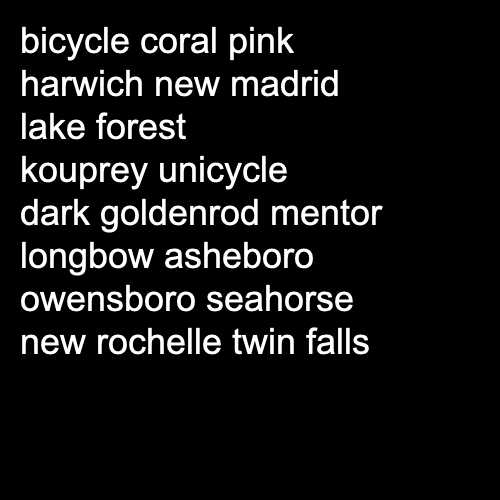 bicycle coral pink
harwich new madrid
lake forest
kouprey unicycle
dark goldenrod mentor
longbow asheboro
owensboro seahorse
new rochelle twin falls